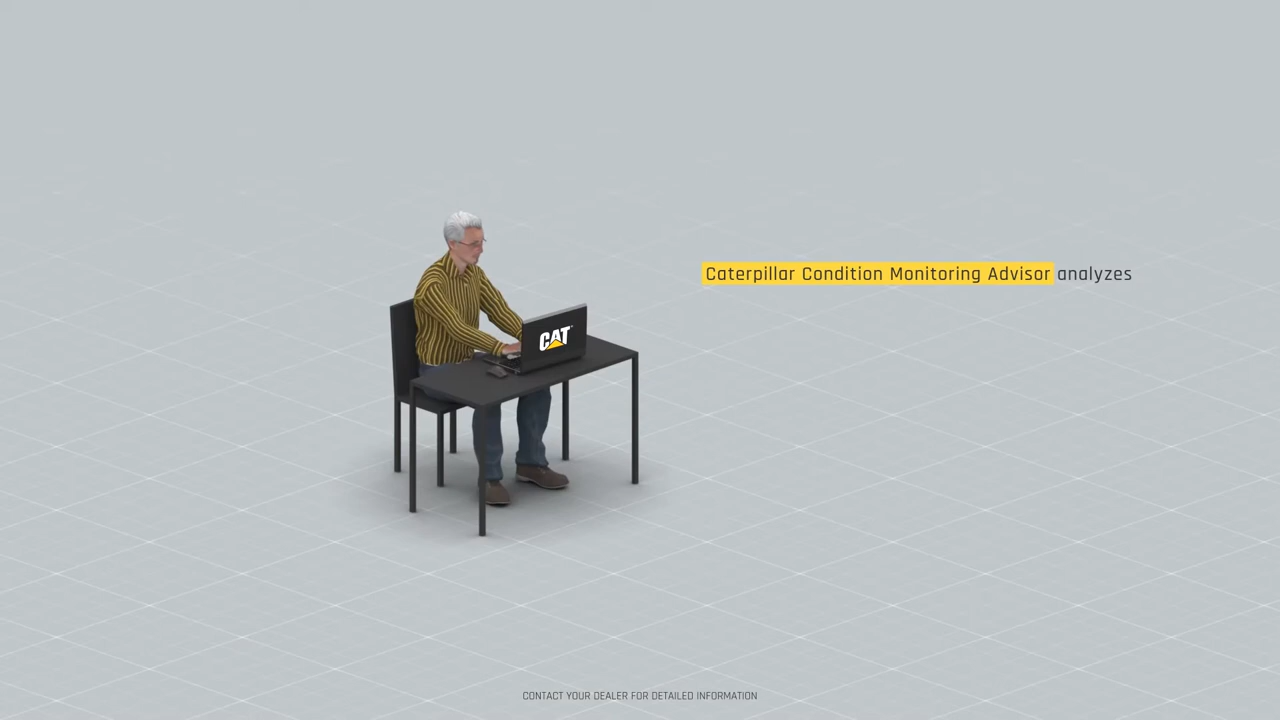 Caterpillar Condition Monitoring Advisor analyzes
CAT
CONTACT YOUR DEALER FOR DETAILED INFORMATION